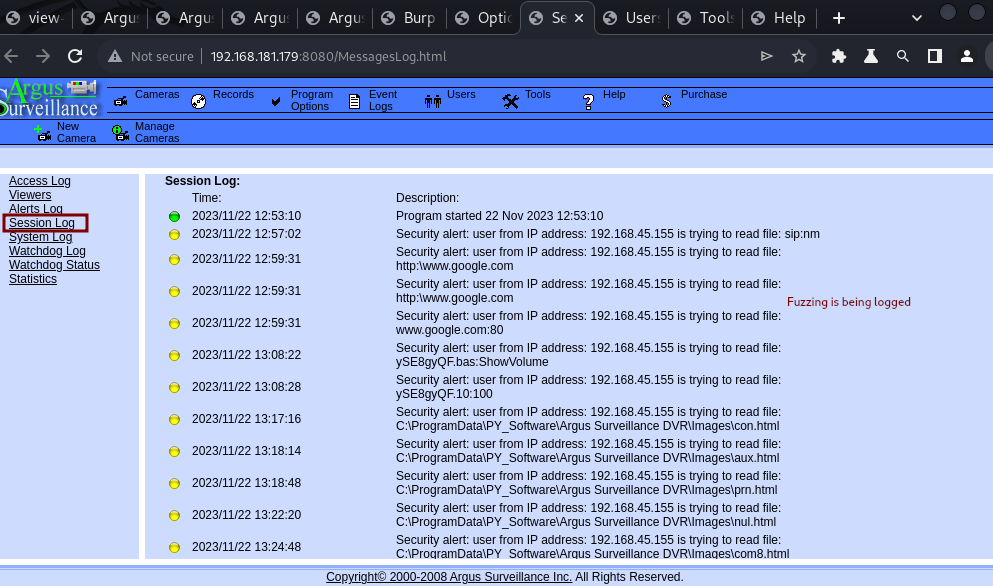 view-
Argus
Argus
Argus
Argus
Burp
Optic
Se
Users
Tools
Help
Not secure
192.168.181.179:8080/MessagesLog.html
Argus
Surveillance
Cameras
Records
Program
Options
Event
Logs
Users
Tools
Help
Purchase
New
Camera
Manage
Cameras
Access Log
Viewers
Alerts Log
Session Log
System Log
Watchdog Log
Watchdog Status
Statistics
Session Log:
Time: Description:
2023/11/22 12:53:10 Program started 22 Nov 2023 12:53:10
2023/11/22 12:57:02 Security alert: user from IP address: 192.168.45.155 is trying to read file: sip:nm
2023/11/22 12:59:31 Security alert: user from IP address: 192.168.45.155 is trying to read file:
http:\www.google.com
2023/11/22 12:59:31 Security alert: user from IP address: 192.168.45.155 is trying to read file:
http:\www.google.com
Fuzzing is being logged
2023/11/22 12:59:31 Security alert: user from IP address: 192.168.45.155 is trying to read file:
www.google.com:80
2023/11/22 13:08:22 Security alert: user from IP address: 192.168.45.155 is trying to read file:
ySE8gyQF.bas:ShowVolume
2023/11/22 13:08:28 Security alert: user from IP address: 192.168.45.155 is trying to read file:
ySE8gyQF.10:100
2023/11/22 13:17:16 Security alert: user from IP address: 192.168.45.155 is trying to read file:
C:\ProgramData\PY_Software\Argus Surveillance DVR\Images\con.html
2023/11/22 13:18:14 Security alert: user from IP address: 192.168.45.155 is trying to read file:
C:\ProgramData\PY_Software\Argus Surveillance DVR\Images\aux.html
2023/11/22 13:18:48 Security alert: user from IP address: 192.168.45.155 is trying to read file:
C:\ProgramData\PY_Software\Argus Surveillance DVR\Images\prn.html
2023/11/22 13:22:20 Security alert: user from IP address: 192.168.45.155 is trying to read file:
C:\ProgramData\PY_Software\Argus Surveillance DVR\Images\nul.html
2023/11/22 13:24:48 Security alert: user from IP address: 192.168.45.155 is trying to read file:
C:\ProgramData\PY_Software\Argus Surveillance DVR\Images\com8.html
Copyright© 2000-2008 Argus Surveillance Inc. All Rights Reserved.